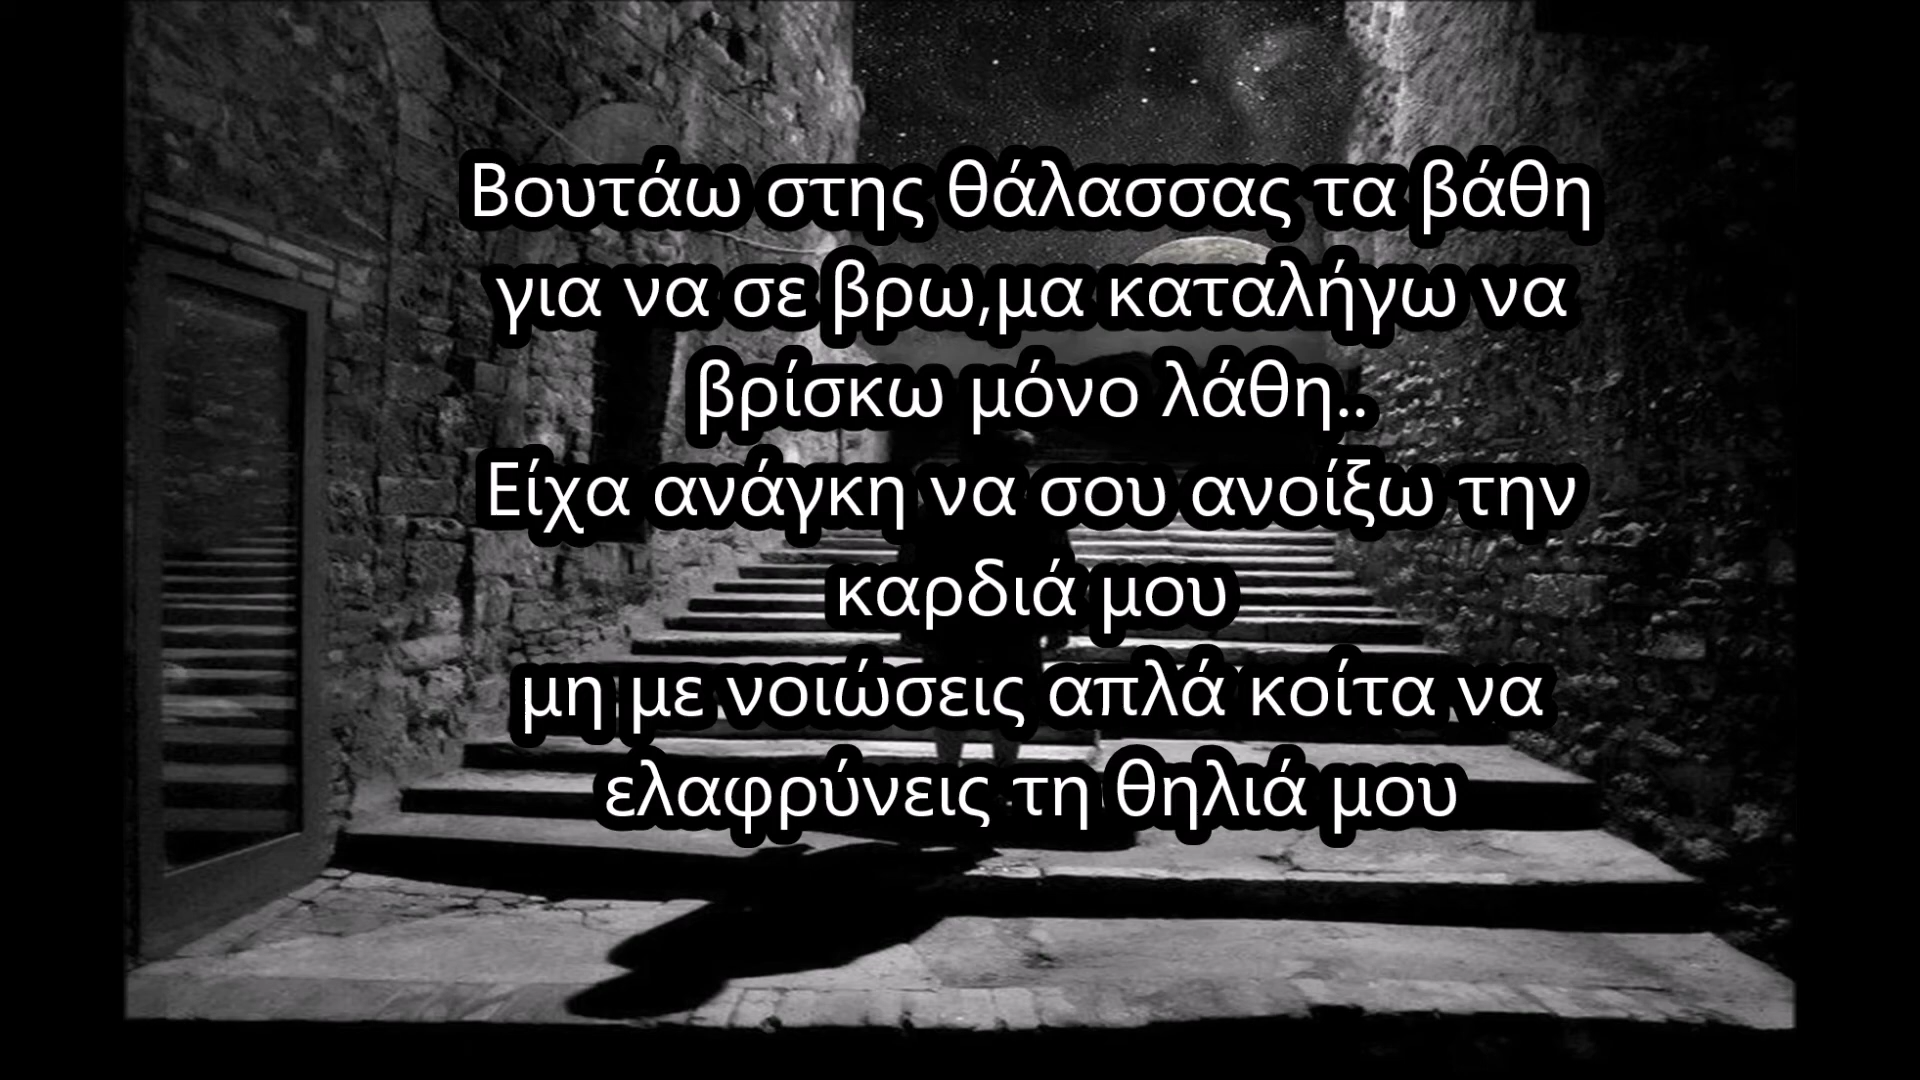 Βουτάω στης θάλασσας τα βάθη
για να σε βρω,μα καταλήγω να
βρίσκω μόνο λάθη..
Είχα ανάγκη να σου ανοίξω την
καρδιά μου
μη με νοιώσεις απλά κοίτα να
ελαφρύνεις τη θηλιά μου